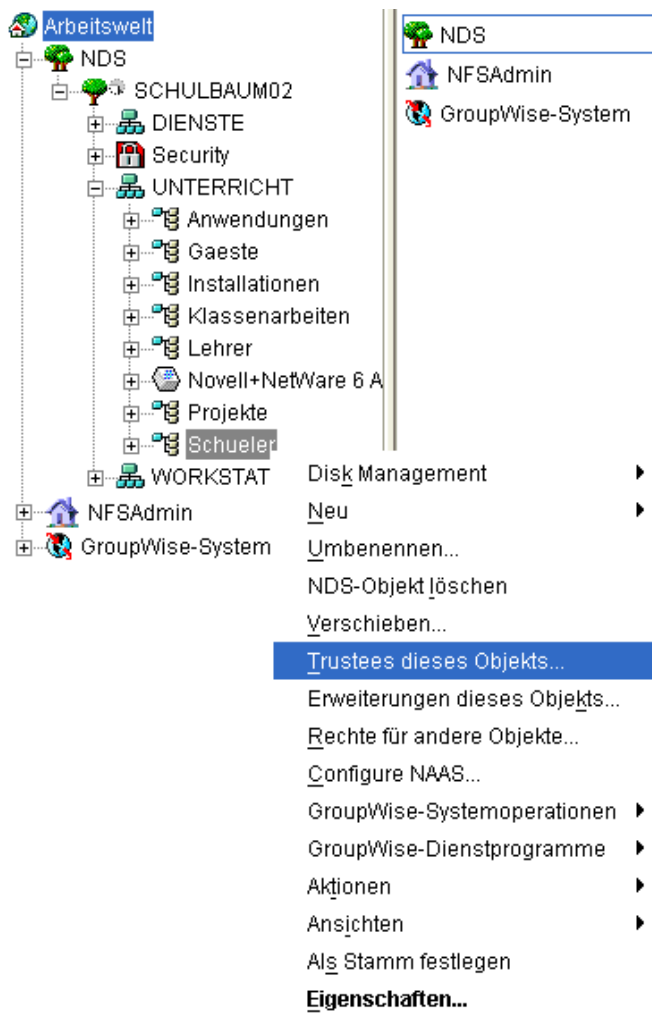 Arbeitswelt
NDS
SCHULBAUM02
DIENSTE
Security
UNTERRICHT
Anwendungen
Gaeste
Installationen
Klassenarbeiten
Lehrer
Novell+NetWare 6 A
Projekte
Schueler
WORKSTAT
NFSAdmin
GroupWise-System
NDS
NFSAdmin
GroupWise-System
Disk Management
Neu
Umbenennen...
NDS-Objekt löschen
Verschieben...
Trustees dieses Objekts...
Erweiterungen dieses Objekts...
Rechte für andere Objekte...
Configure NAAS...
GroupWise-Systemoperationen
GroupWise-Dienstprogramme
Aktionen
Ansichten
Als Stamm festlegen
Eigenschaften...